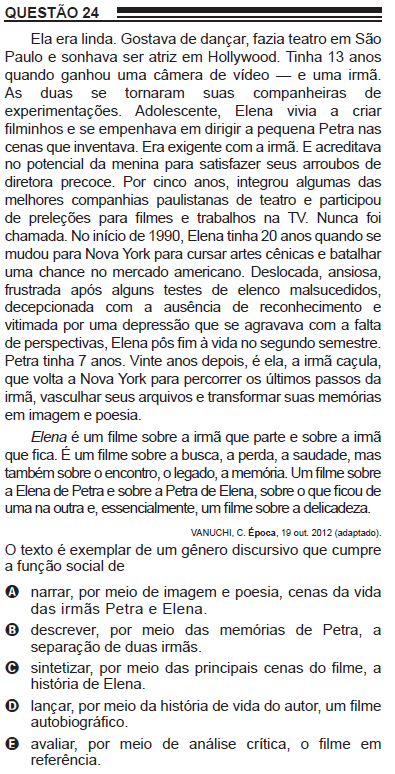 QUESTÃO 24
Ela era linda. Gostava de dançar, fazia teatro em São
Paulo e sonhava ser atriz em Hollywood. Tinha 13 anos
quando ganhou uma câmera de vídeo — e uma irmã.
As duas se tornaram suas companheiras de
experimentações. Adolescente, Elena vivia a criar
filminhos e se empenhava em dirigir a pequena Petra nas
cenas que inventava. Era exigente com a irmã. E acreditava
no potencial da menina para satisfazer seus arroubos de
diretora precoce. Por cinco anos, integrou algumas das
melhores companhias paulistanas de teatro e participou
de preleções para filmes e trabalhos na TV. Nunca foi
chamada. No início de 1990, Elena tinha 20 anos quando se
mudou para Nova York para cursar artes cênicas e batalhar
uma chance no mercado americano. Deslocada, ansiosa,
frustrada após alguns testes de elenco malsucedidos,
decepcionada com a ausência de reconhecimento e
vitimada por uma depressão que se agravava com a falta
de perspectivas, Elena pôs fim à vida no segundo semestre.
Petra tinha 7 anos. Vinte anos depois, é ela, a irmã caçula,
que volta a Nova York para percorrer os últimos passos da
irmã, vasculhar seus arquivos e transformar suas memórias
em imagem e poesia.
Elena é um filme sobre a irmã que parte e sobre a irmã
que fica. É um filme sobre a busca, a perda, a saudade, mas
também sobre o encontro, o legado, a memória. Um filme sobre
a Elena de Petra e sobre a Petra de Elena, sobre o que ficou de
uma na outra e, essencialmente, um filme sobre a delicadeza.
VANUCHI, C. Época, 19 out. 2012 (adaptado).
O texto é exemplar de um gênero discursivo que cumpre
a função social de
A narrar, por meio de imagem e poesia, cenas da vida
das irmãs Petra e Elena.
B descrever, por meio das memórias de Petra, a
separação de duas irmãs.
C sintetizar, por meio das principais cenas do filme, a
história de Elena.
D lançar, por meio da história de vida do autor, um filme
autobiográfico.
E avaliar, por meio de análise crítica, o filme em
referência.